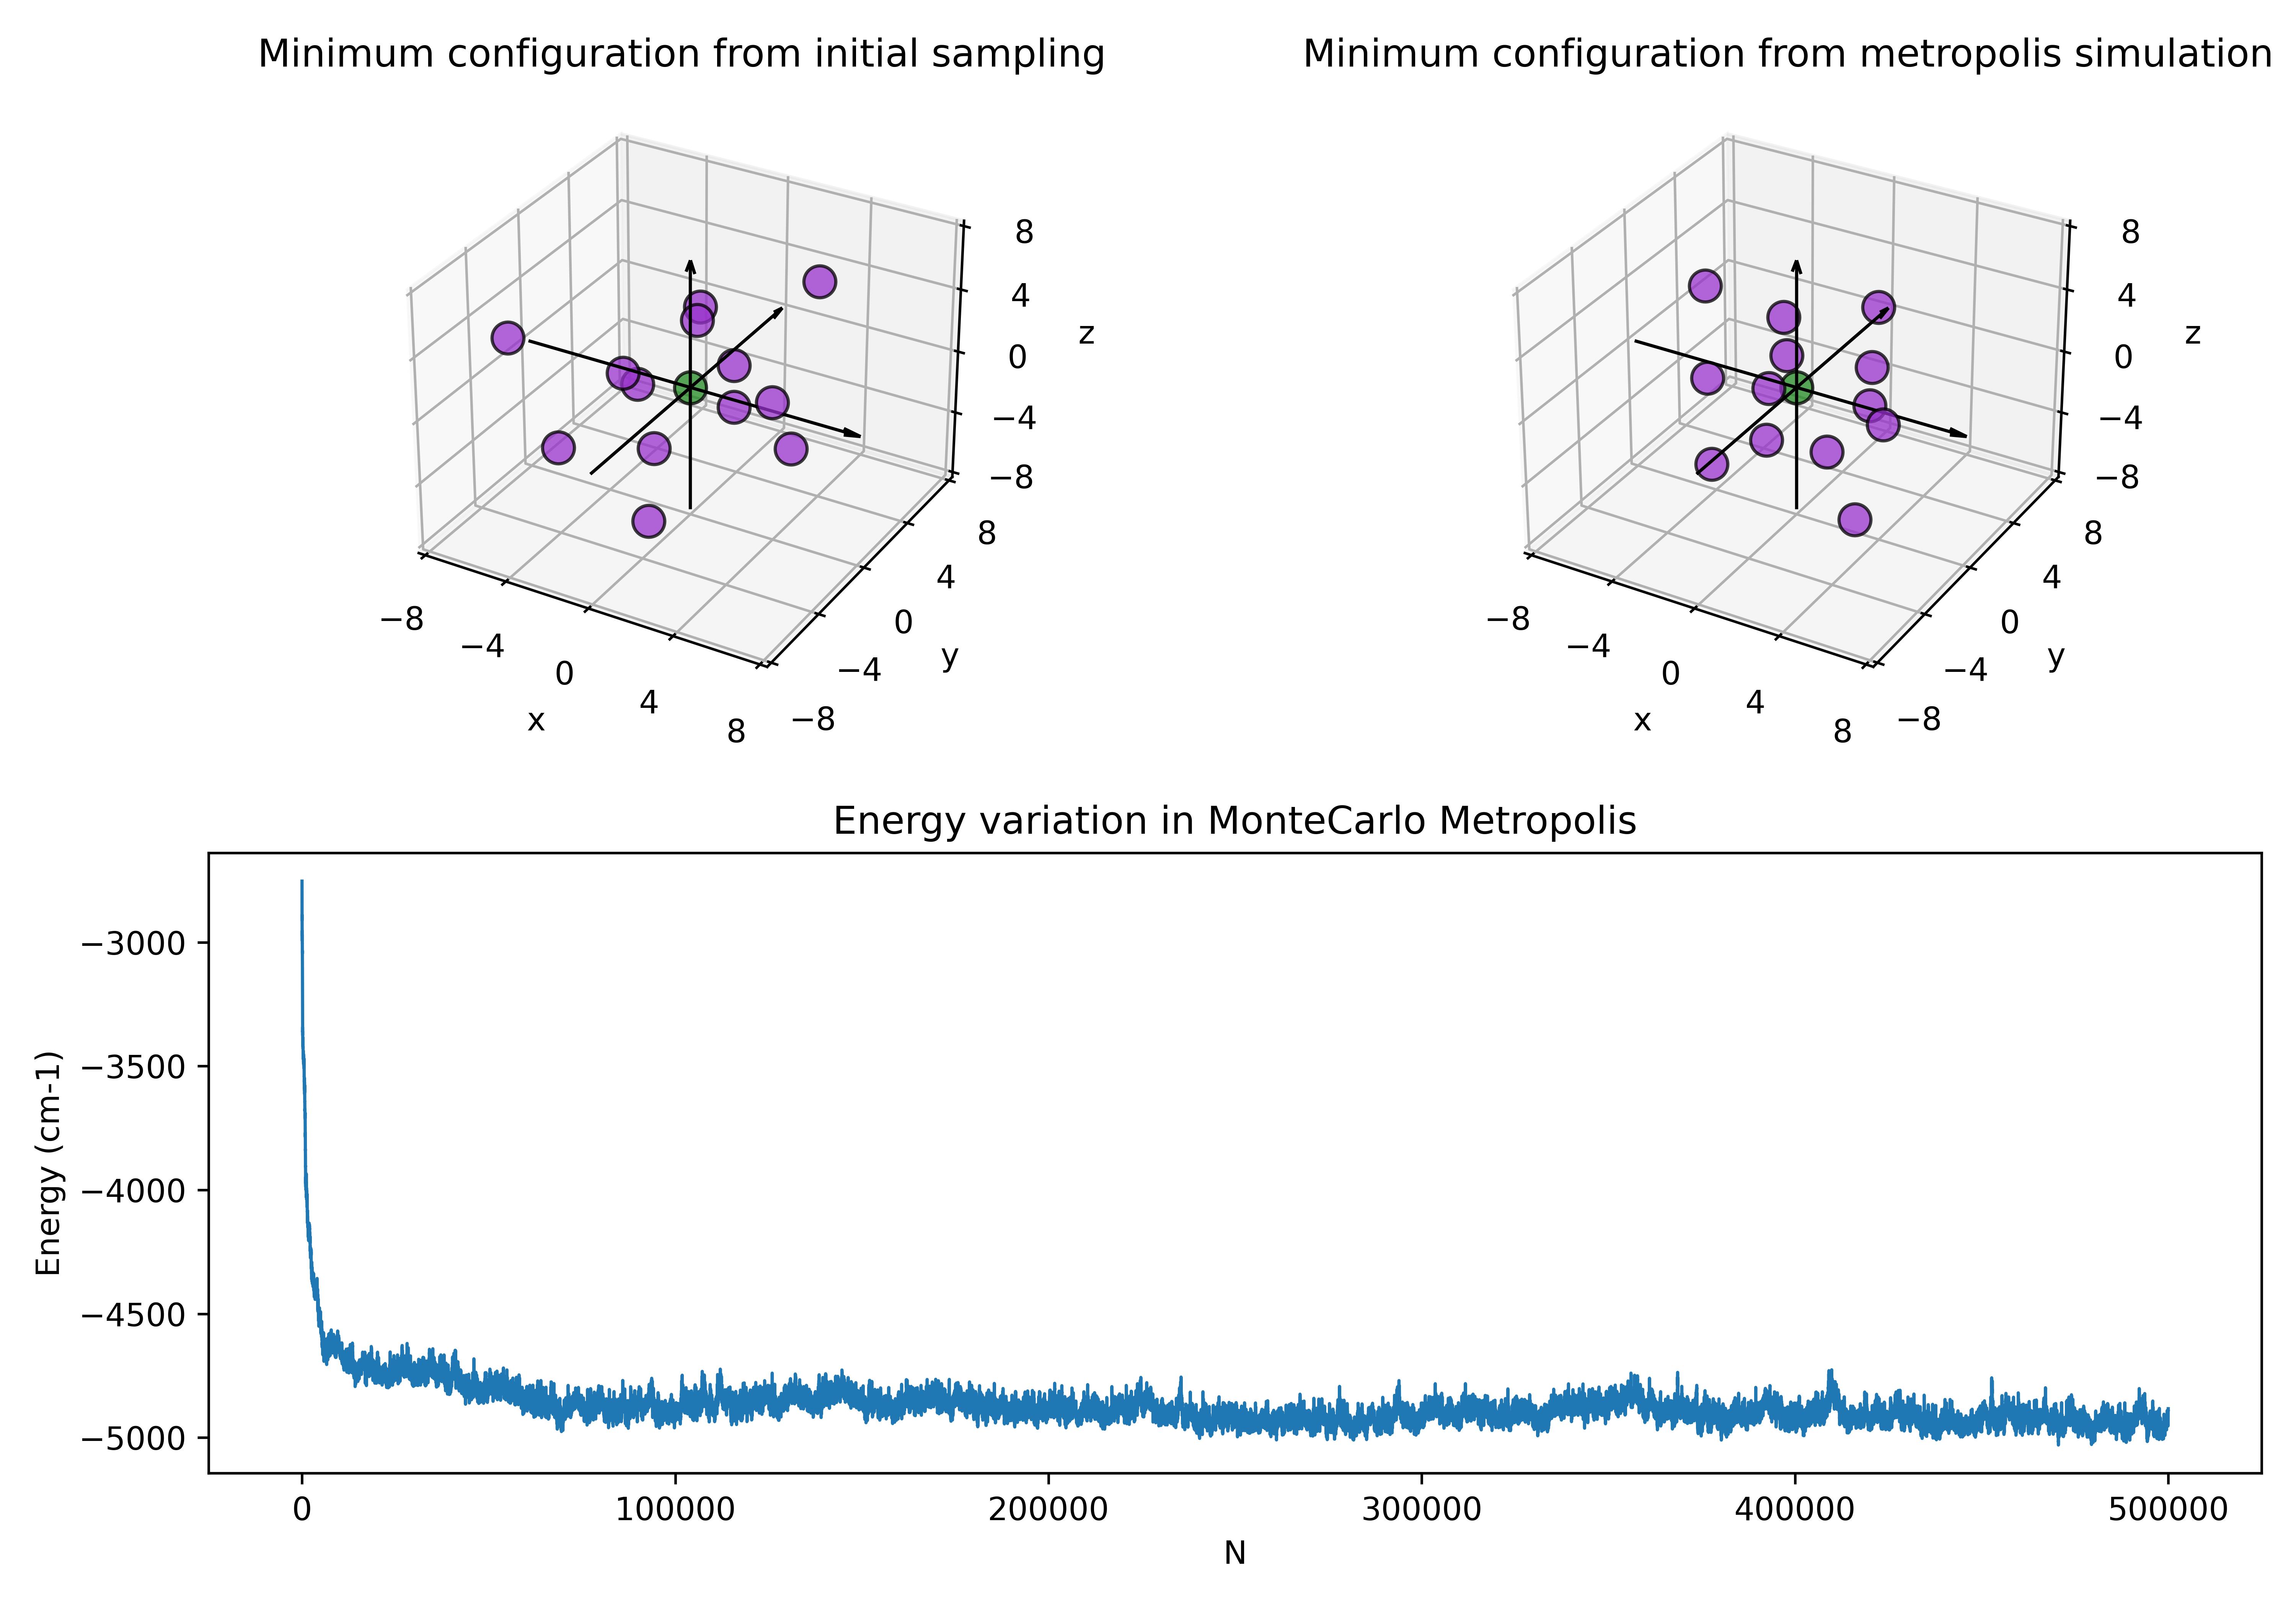 Minimum configuration from initial sampling
8
4
0
−4
−8
z
8
4
0
−4
−8
y
−8
−4
0
4
8
x
Minimum configuration from metropolis simulation
8
4
0
−4
−8
z
8
4
0
−4
−8
y
−8
−4
0
4
8
x
Energy variation in MonteCarlo Metropolis
Energy (cm-1)
−3000
−3500
−4000
−4500
−5000
0 100000 200000 300000 400000 500000
N